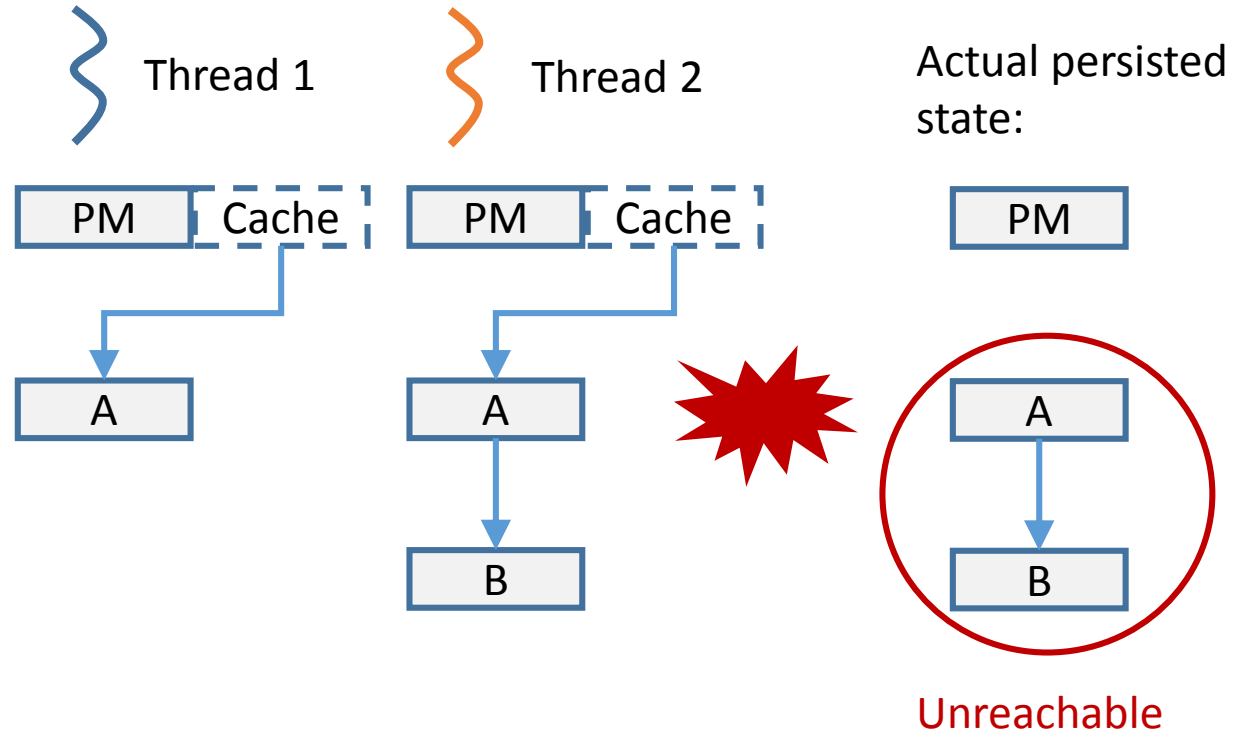 Thread 1
Thread 2
Actual persisted
state:
PM
Cache
PM
Cache
PM
A
A
A
B
B
Unreachable